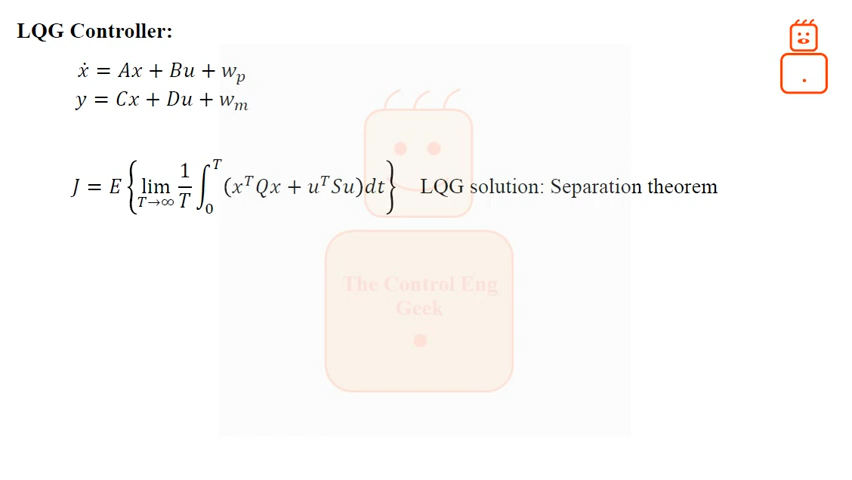 LQG Controller:
ẋ = Ax + Bu + w_p
y = Cx + Du + w_m
J = E { lim_{T→∞} 1/T ∫_0^T (x^T Qx + u^T Su)dt } LQG solution: Separation theorem
The Control Eng
Geek